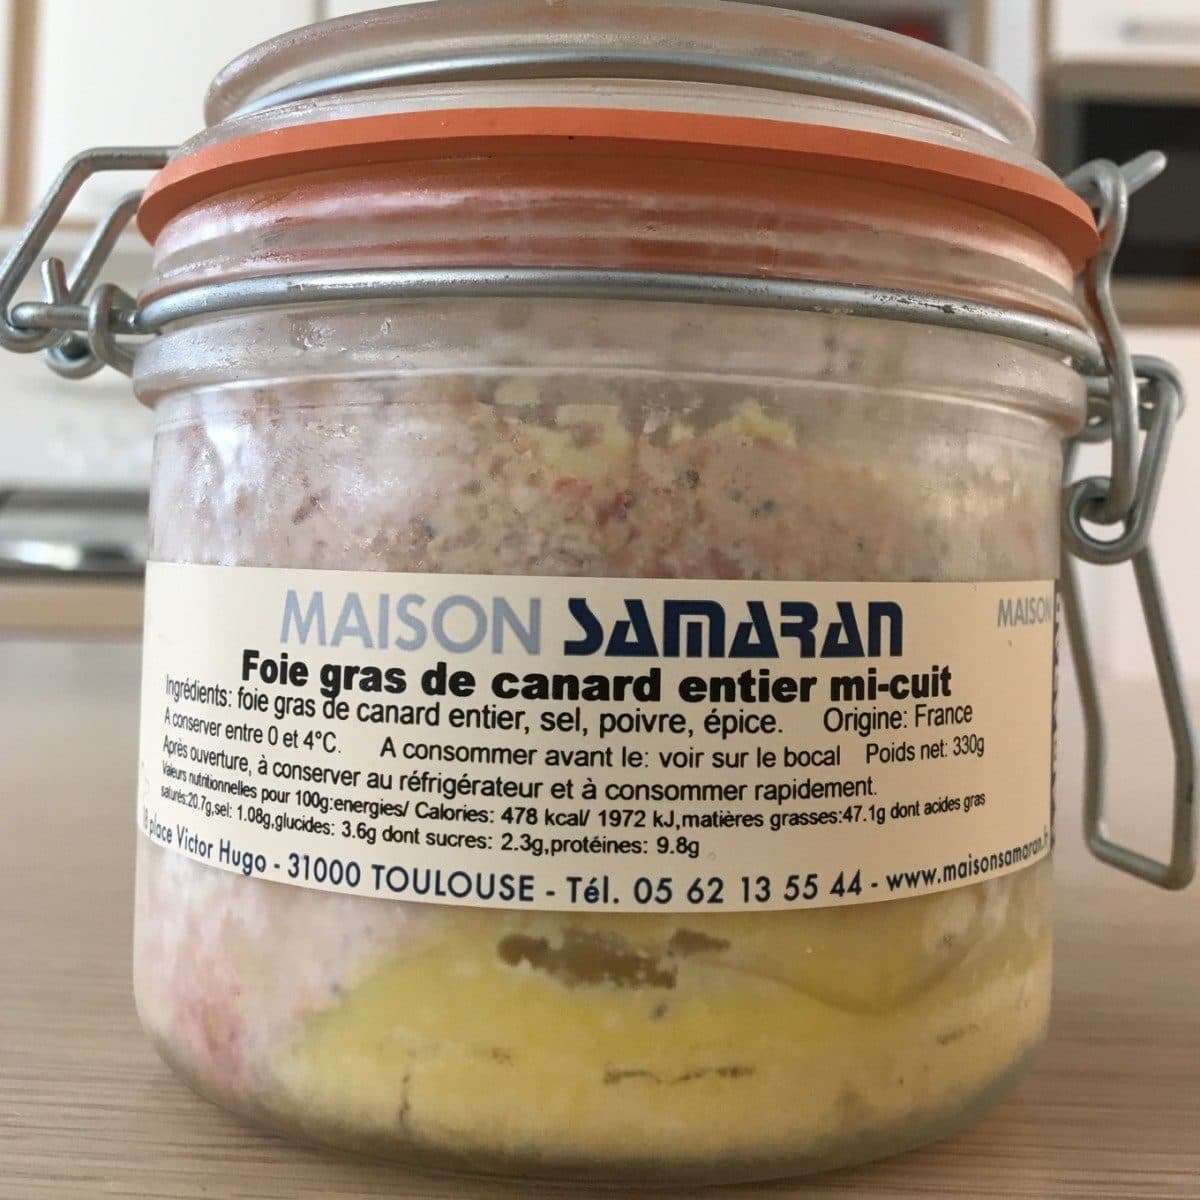 MAISON SAMARAN
MAISON
Foie gras de canard entier mi-cuit
Ingrédients: foie gras de canard entier, sel, poivre, épice. Origine: France
A conserver entre 0 et 4°C. A consommer avant le: voir sur le bocal Poids net: 330g
Après ouverture, à conserver au réfrigérateur et à consommer rapidement.
Valeurs nutritionnelles pour 100g:energies/ Calories: 478 kcal/ 1972 kJ,matières grasses:47.1g dont acides gras
saturés:20.7g,sel: 1.08g,glucides: 3.6g dont sucres: 2.3g,protéines: 9.8g
18 place Victor Hugo - 31000 TOULOUSE - Tél. 05 62 13 55 44 - www.maisonsamaran.fr